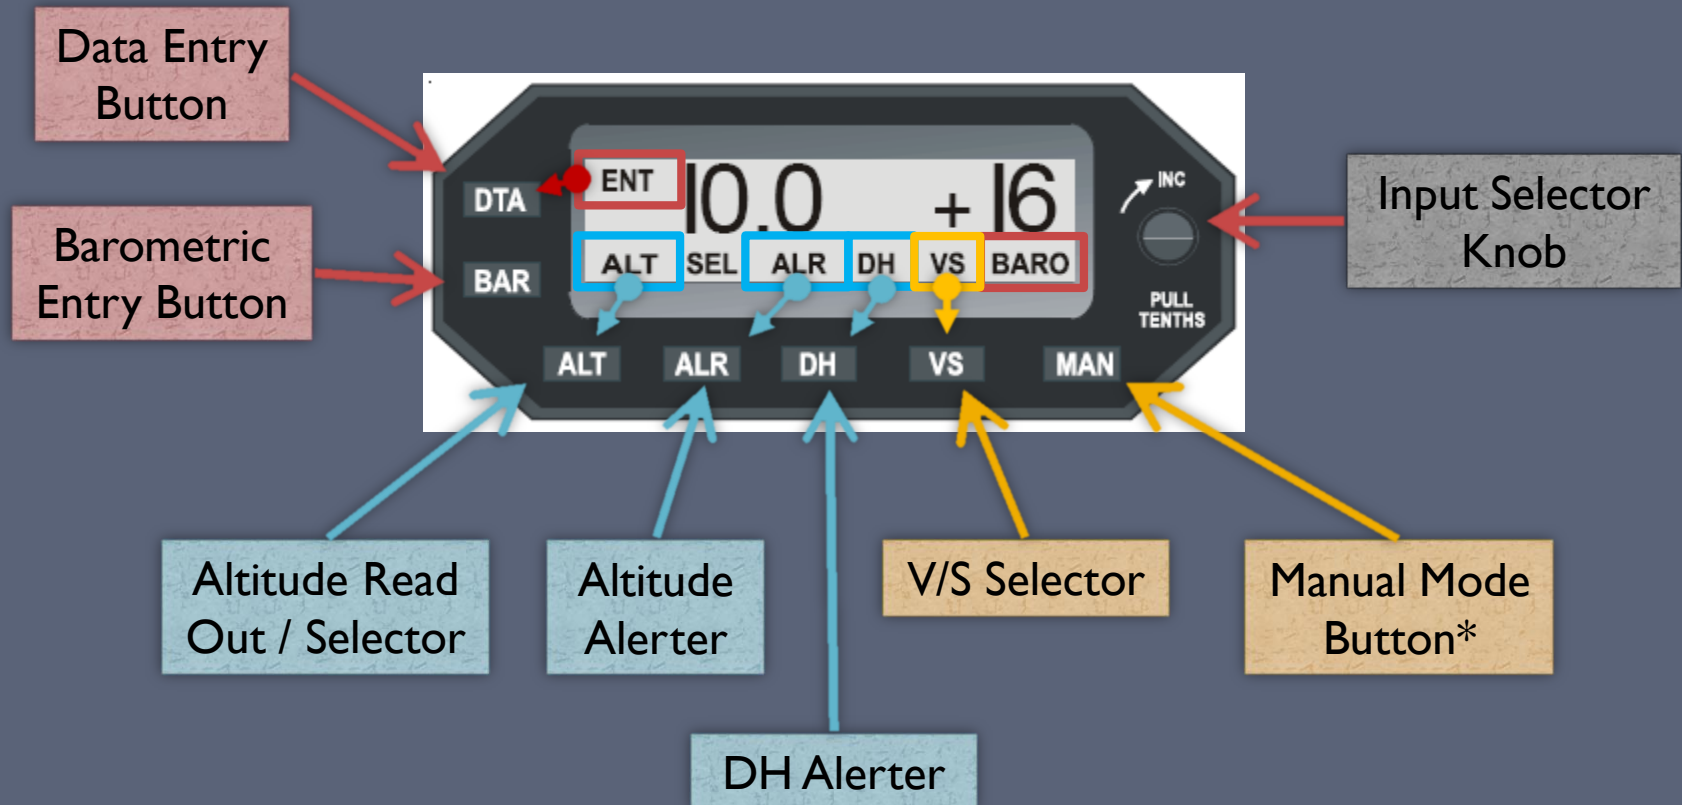 Data Entry
Button
Barometric
Entry Button
DTA
BAR
ENT
10.0 + 16
ALT SEL ALR DH VS BARO
INC
PULL
TENTHS
ALT ALR DH VS MAN
Input Selector
Knob
Altitude Read
Out / Selector
Altitude
Alerter
DH Alerter
V/S Selector
Manual Mode
Button*